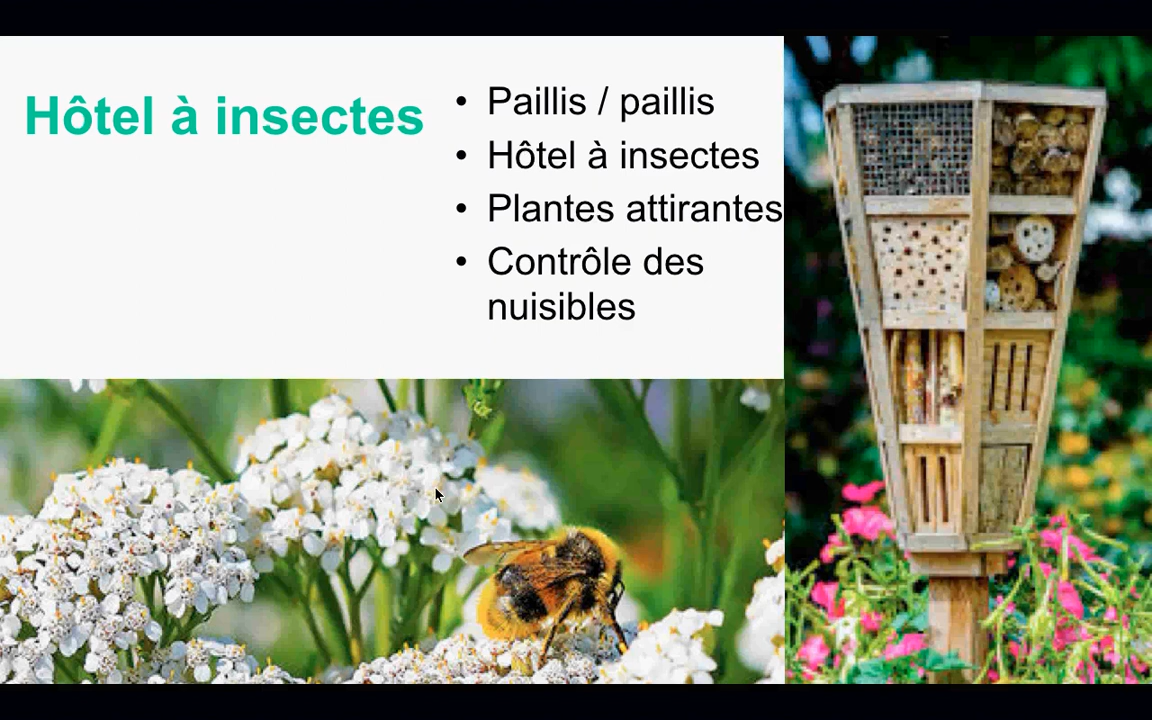 Hôtel à insectes
• Paillis / paillis
• Hôtel à insectes
• Plantes attirantes
• Contrôle des
nuisibles